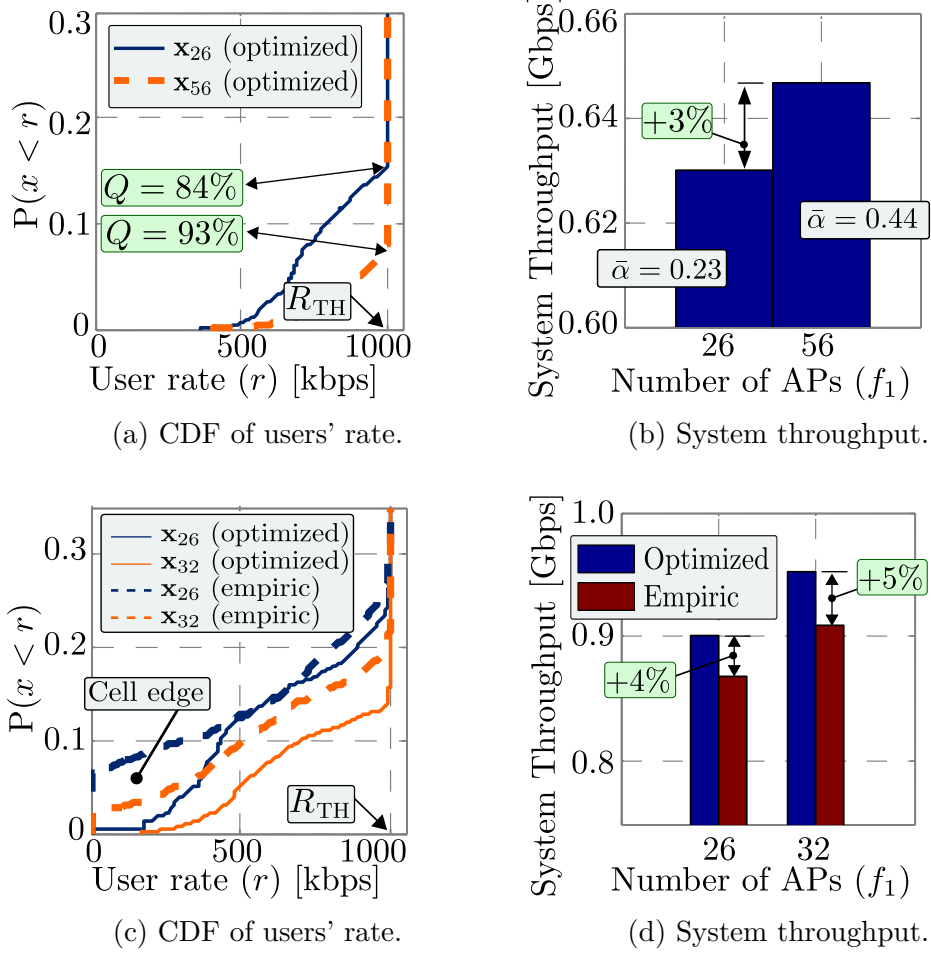 0.3
0.2
0.1
0
P(x < r)
x₂₆ (optimized)
x₅₆ (optimized)
Q = 84%
Q = 93%
R_TH
0 500 1000
User rate (r) [kbps]
(a) CDF of users' rate.
0.66
0.64
0.62
0.60
System Throughput [Gbps]
+3%
ᾱ = 0.44
ᾱ = 0.23
26 56
Number of APs (f₁)
(b) System throughput.
0.3
0.2
0.1
0
P(x < r)
x₂₆ (optimized)
x₃₂ (optimized)
x₂₆ (empiric)
x₃₂ (empiric)
Cell edge
R_TH
0 500 1000
User rate (r) [kbps]
(c) CDF of users' rate.
1.0
0.9
0.8
System Throughput [Gbps]
Optimized
Empiric
+5%
+4%
26 32
Number of APs (f₁)
(d) System throughput.